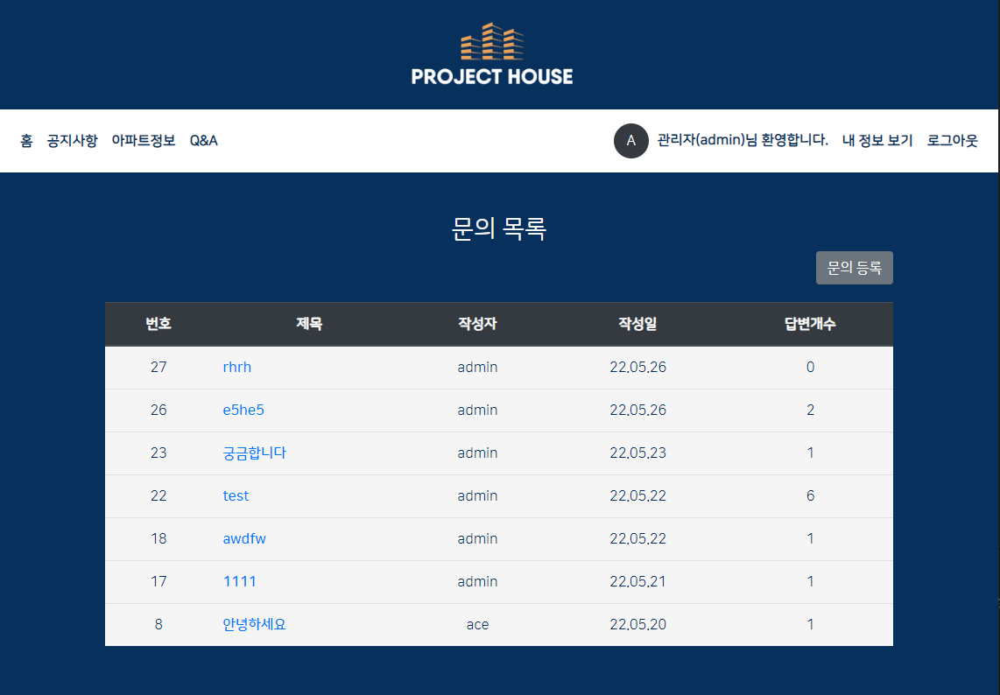 PROJECT HOUSE
홈 공지사항 아파트정보 Q&A A 관리자(admin)님 환영합니다. 내 정보 보기 로그아웃
문의 목록
문의 등록
번호 제목 작성자 작성일 답변개수
27 rhrh admin 22.05.26 0
26 e5he5 admin 22.05.26 2
23 궁금합니다 admin 22.05.23 1
22 test admin 22.05.22 6
18 awdfw admin 22.05.22 1
17 1111 admin 22.05.21 1
8 안녕하세요 ace 22.05.20 1